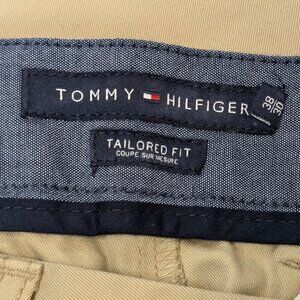 TOMMY HILFIGER
38
30
TAILORED FIT
COUPE SUR MESURE